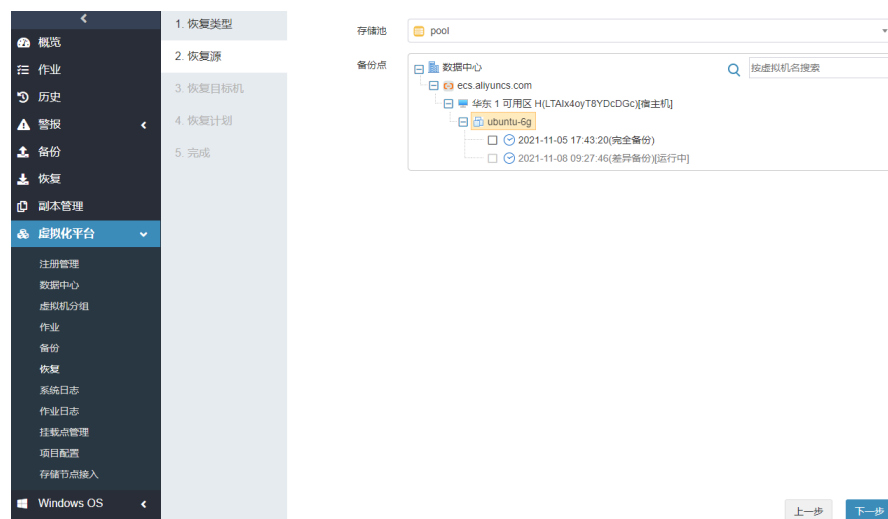 概览
作业
历史
警报
备份
恢复
副本管理
虚拟化平台
注册管理
数据中心
虚拟机分组
作业
备份
恢复
系统日志
作业日志
挂载点管理
项目配置
存储节点接入
Windows OS
1. 恢复类型
2. 恢复源
3. 恢复目标机
4. 恢复计划
5. 完成
存储池
pool
备份点
数据中心
按虚拟机名搜索
ecs.aliyuncs.com
华东 1 可用区 H(LTAIx4oyT8YDcDGc)[宿主机]
ubuntu-6g
2021-11-05 17:43:20(完全备份)
2021-11-08 09:27:46(差异备份)[运行中]
上一步
下一步